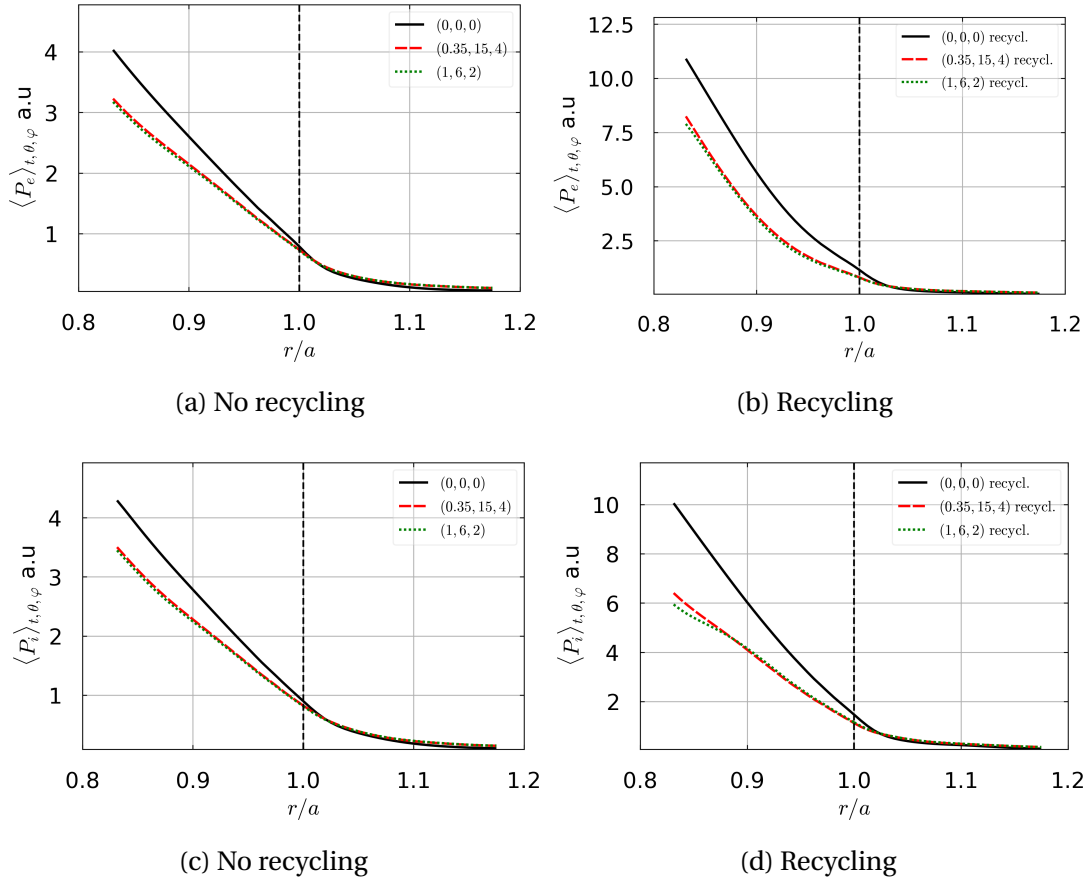 (0, 0, 0)
(0.35, 15, 4)
(1, 6, 2)
⟨P_e⟩_{t,θ,φ} a.u
4
3
2
1
0.8 0.9 1.0 1.1 1.2
r/a
(a) No recycling
(0, 0, 0) recycl.
(0.35, 15, 4) recycl.
(1, 6, 2) recycl.
⟨P_e⟩_{t,θ,φ} a.u
12.5
10.0
7.5
5.0
2.5
0.8 0.9 1.0 1.1 1.2
r/a
(b) Recycling
(0, 0, 0)
(0.35, 15, 4)
(1, 6, 2)
⟨P_i⟩_{t,θ,φ} a.u
4
3
2
1
0.8 0.9 1.0 1.1 1.2
r/a
(c) No recycling
(0, 0, 0) recycl.
(0.35, 15, 4) recycl.
(1, 6, 2) recycl.
⟨P_i⟩_{t,θ,φ} a.u
10
8
6
4
2
0.8 0.9 1.0 1.1 1.2
r/a
(d) Recycling